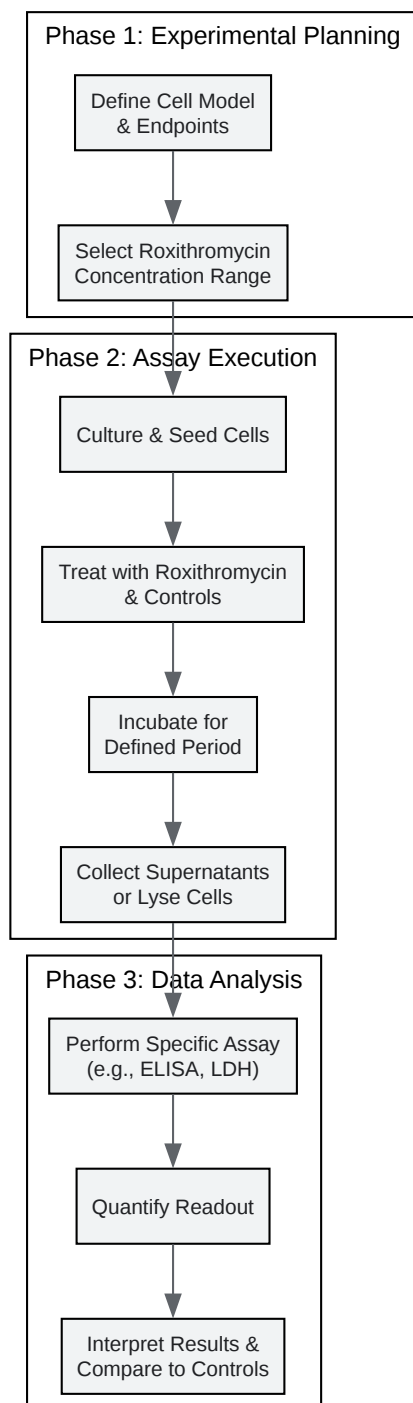 Phase 1: Experimental Planning
Define Cell Model
& Endpoints
Select Roxithromycin
Concentration Range
Phase 2: Assay Execution
Culture & Seed Cells
Treat with Roxithromycin
& Controls
Incubate for
Defined Period
Collect Supernatants
or Lyse Cells
Phase 3: Data Analysis
Perform Specific Assay
(e.g., ELISA, LDH)
Quantify Readout
Interpret Results &
Compare to Controls